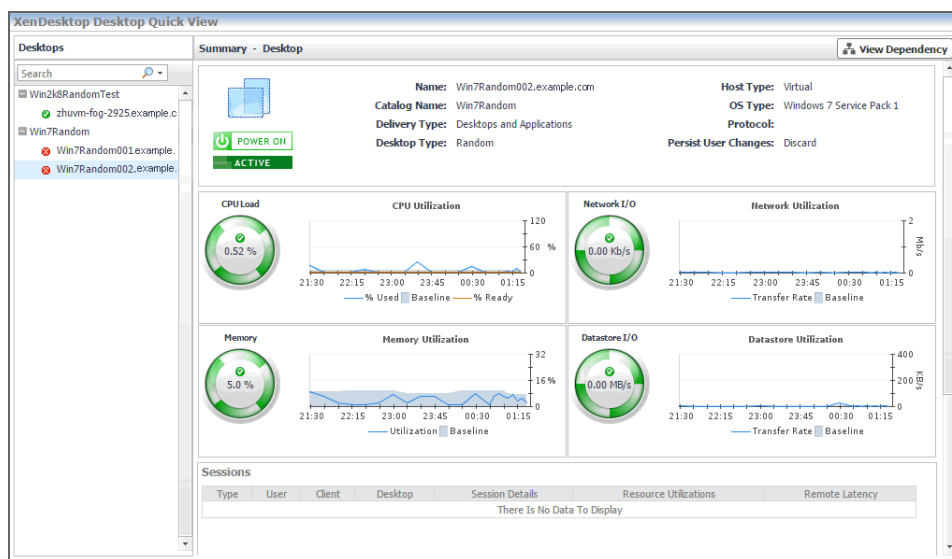 XenDesktop Desktop Quick View
Desktops
Search
Win2k8RandomTest
zhuvm-fog-2925.example.c
Win7Random
Win7Random001.example.
Win7Random002.example.
Summary - Desktop
View Dependency
POWER ON
ACTIVE
Name: Win7Random002.example.com
Catalog Name: Win7Random
Delivery Type: Desktops and Applications
Desktop Type: Random
Host Type: Virtual
OS Type: Windows 7 Service Pack 1
Protocol:
Persist User Changes: Discard
CPU Load
0.52 %
CPU Utilization
120
60 %
0
21:30 22:15 23:00 23:45 00:30 01:15
% Used Baseline % Ready
Network I/O
0.00 Kb/s
Network Utilization
2
Mb/s
0
21:30 22:15 23:00 23:45 00:30 01:15
Transfer Rate Baseline
Memory
5.0 %
Memory Utilization
32
16 %
0
21:30 22:15 23:00 23:45 00:30 01:15
Utilization Baseline
Datastore I/O
0.00 MB/s
Datastore Utilization
400
200 KB/s
0
21:30 22:15 23:00 23:45 00:30 01:15
Transfer Rate Baseline
Sessions
Type User Client Desktop Session Details Resource Utilizations Remote Latency
There Is No Data To Display